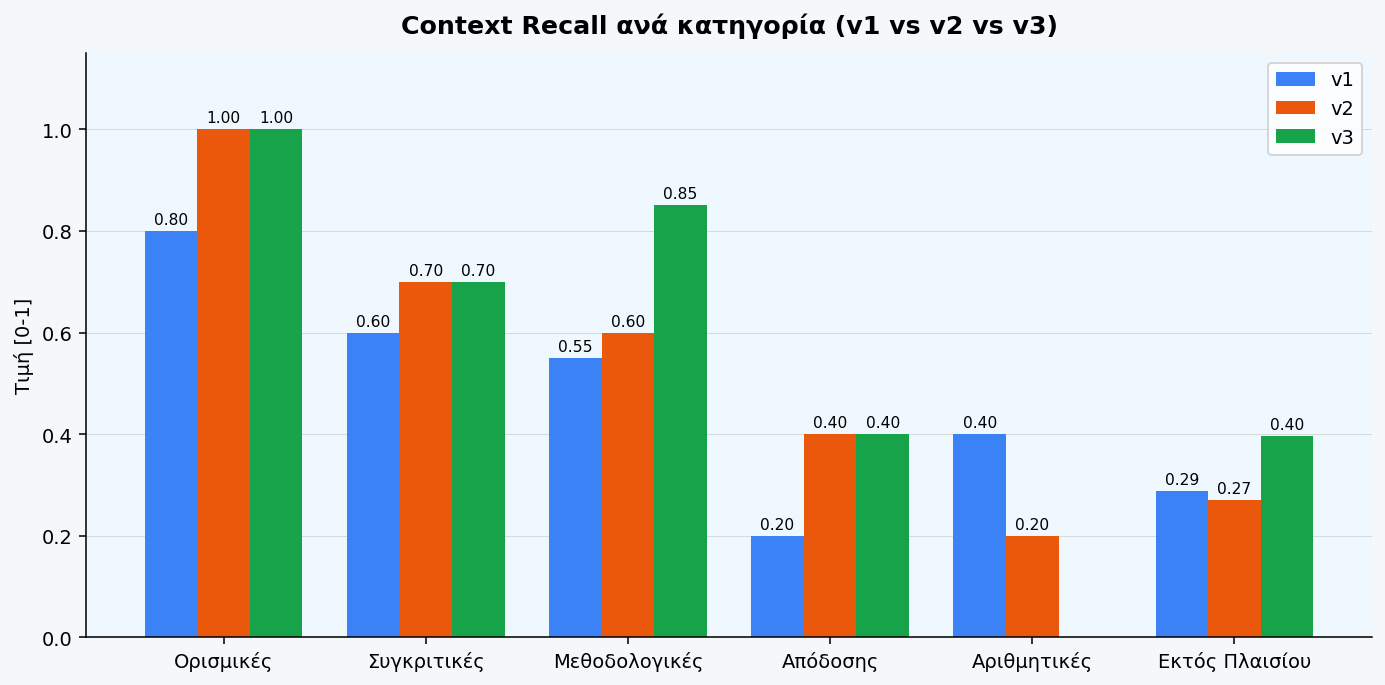 Context Recall ανά κατηγορία (v1 vs v2 vs v3)
v1
v2
v3
Τιμή [0-1]
1.0
0.8
0.6
0.4
0.2
0.0
0.80 1.00 1.00
0.60 0.70 0.70
0.55 0.60 0.85
0.20 0.40 0.40
0.40 0.20
0.29 0.27 0.40
Ορισμικές Συγκριτικές Μεθοδολογικές Απόδοσης Αριθμητικές Εκτός Πλαισίου